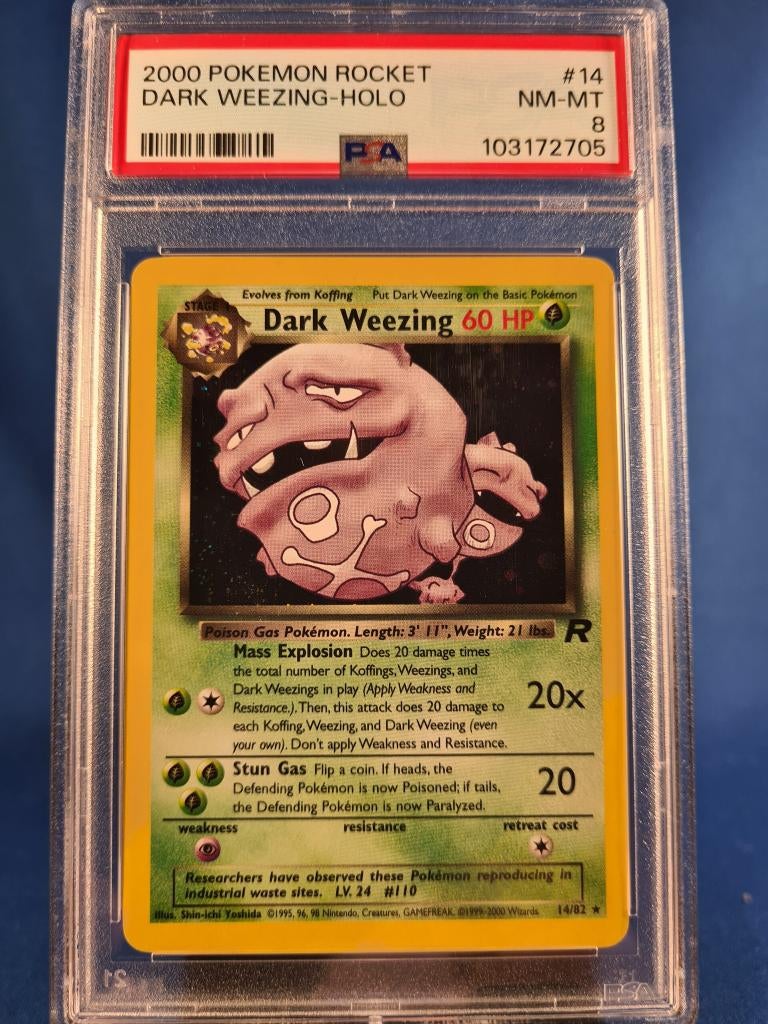 2000 POKEMON ROCKET #14
DARK WEEZING-HOLO NM-MT
8
PSA 103172705
Evolves from Koffing Put Dark Weezing on the Basic Pokémon
STAGE 1
Dark Weezing 60 HP
Poison Gas Pokémon. Length: 3' 11", Weight: 21 lbs.
R
Mass Explosion Does 20 damage times
the total number of Koffings, Weezings, and
Dark Weezings in play (Apply Weakness and
Resistance.). Then, this attack does 20 damage to
each Koffing, Weezing, and Dark Weezing (even
your own). Don't apply Weakness and Resistance.
20x
Stun Gas Flip a coin. If heads, the
Defending Pokémon is now Poisoned; if tails,
the Defending Pokémon is now Paralyzed.
20
weakness resistance retreat cost
Researchers have observed these Pokémon reproducing in
industrial waste sites. LV. 24 #110
Illus. Shin-ichi Yoshida ©1995, 96, 98 Nintendo, Creatures, GAMEFREAK. ©1999-2000 Wizards. 14/82 ★
21
PSA